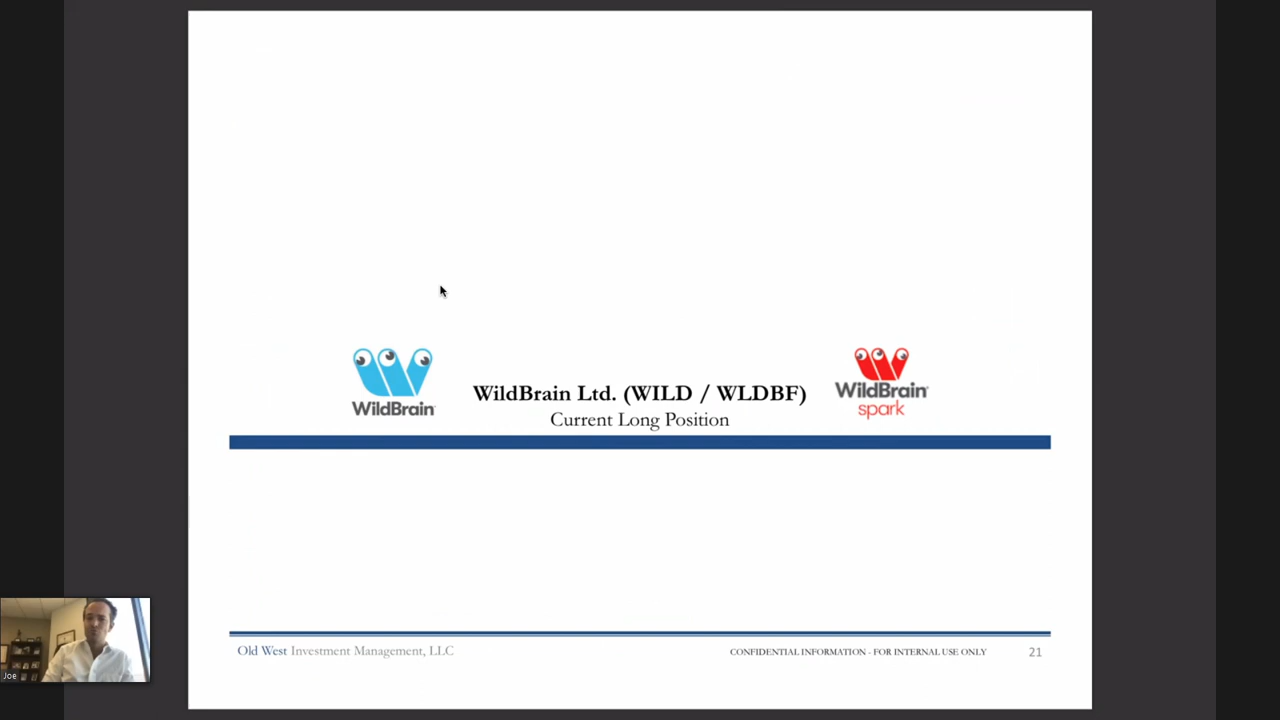 WildBrain
WildBrain Ltd. (WILD / WLDBF)
Current Long Position
WildBrain
spark
Old West Investment Management, LLC
CONFIDENTIAL INFORMATION - FOR INTERNAL USE ONLY
21
Joe